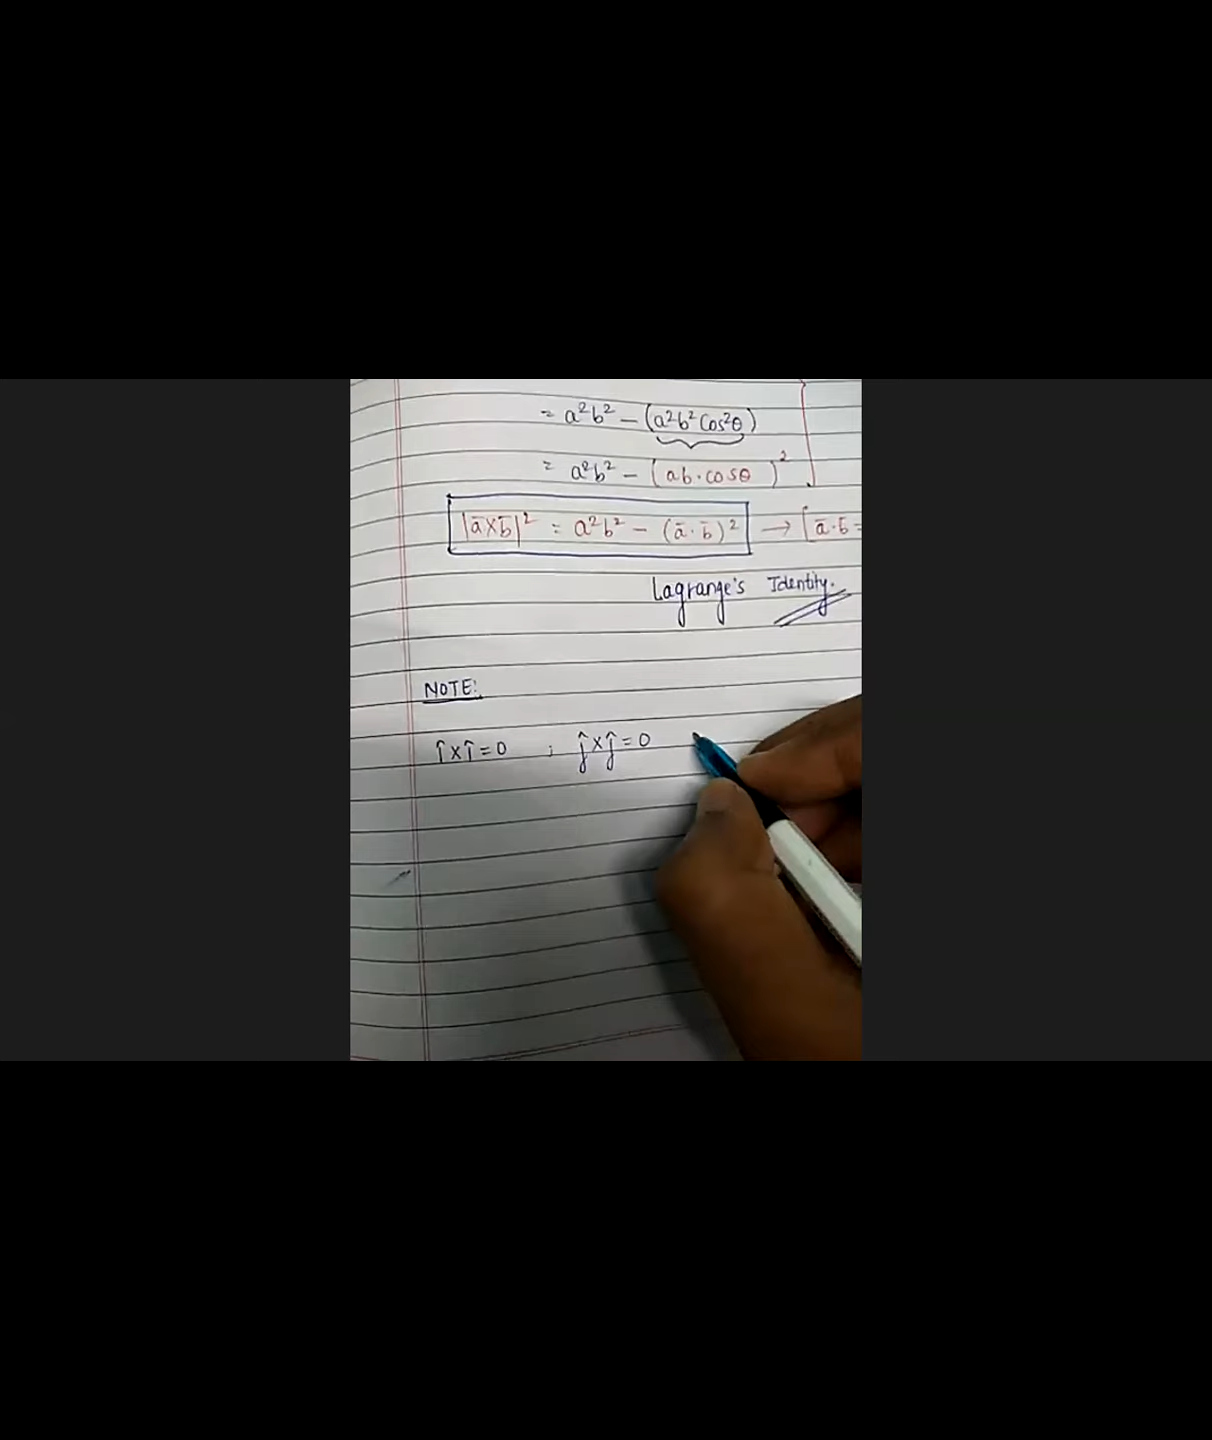 = a²b² − (a²b² Cos²θ)
= a²b² − (ab·cosθ )²
|ā×b̄|² = a²b² − (ā·b̄)² → [ā·b̄ =
Lagrange's Identity.
NOTE:
î×î=0 ; ĵ×ĵ=0